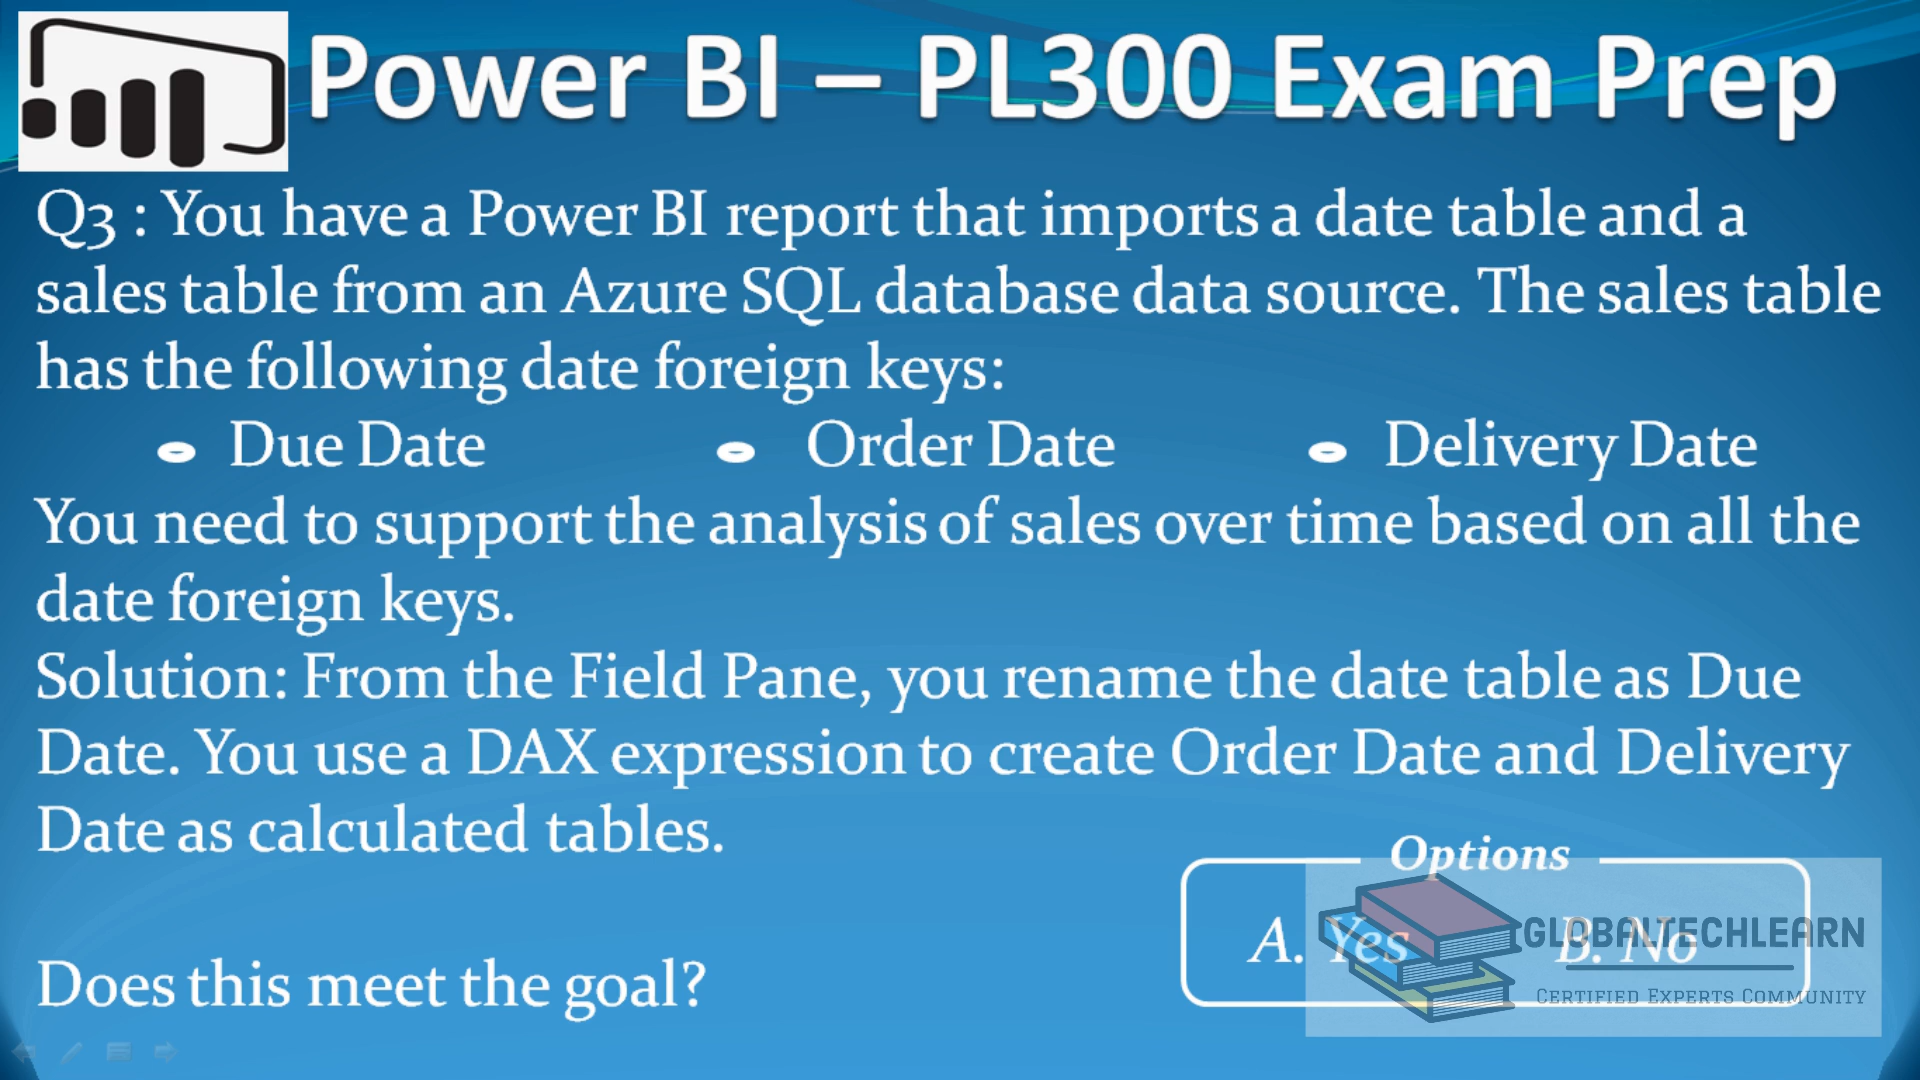 Power BI – PL300 Exam Prep
Q3 : You have a Power BI report that imports a date table and a
sales table from an Azure SQL database data source. The sales table
has the following date foreign keys:
Due Date Order Date Delivery Date
You need to support the analysis of sales over time based on all the
date foreign keys.
Solution: From the Field Pane, you rename the date table as Due
Date. You use a DAX expression to create Order Date and Delivery
Date as calculated tables.
Options
A. Yes B. No
GLOBALTECHLEARN
CERTIFIED EXPERTS COMMUNITY
Does this meet the goal?